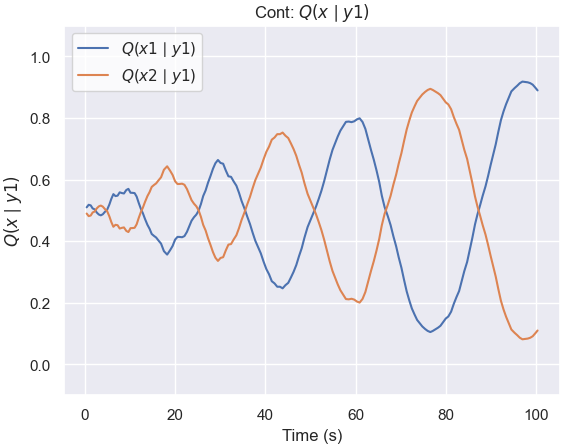 Cont: Q(x | y1)
Q(x1 | y1)
Q(x2 | y1)
Q(x | y1)
1.0
0.8
0.6
0.4
0.2
0.0
0 20 40 60 80 100
Time (s)